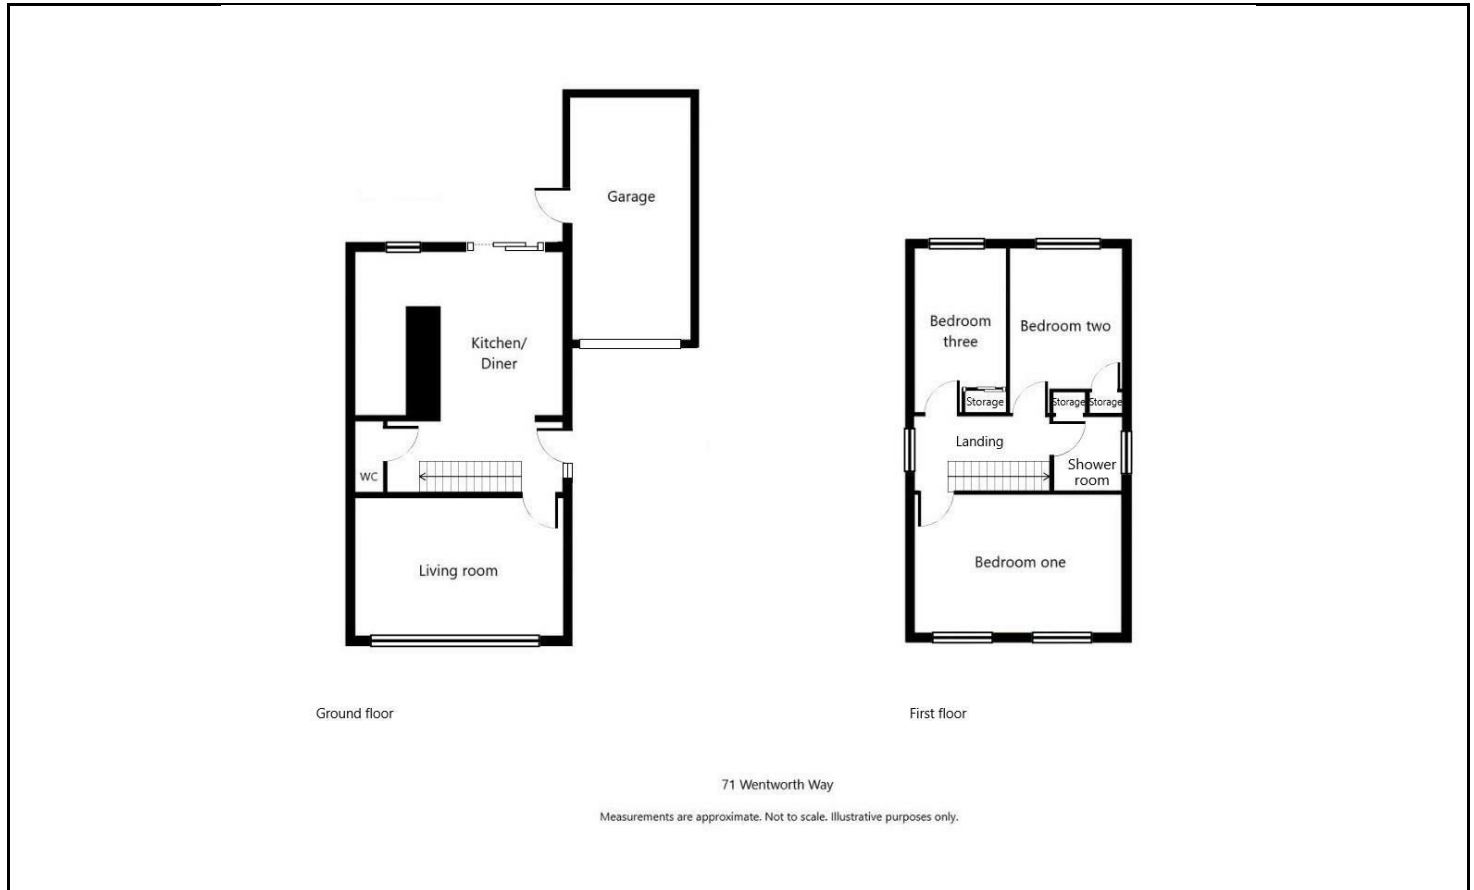 Garage
Kitchen/
Diner
WC
Living room
Ground floor
Bedroom
three
Bedroom two
Storage
Storage
Storage
Landing
Shower
room
Bedroom one
First floor
71 Wentworth Way
Measurements are approximate. Not to scale. Illustrative purposes only.